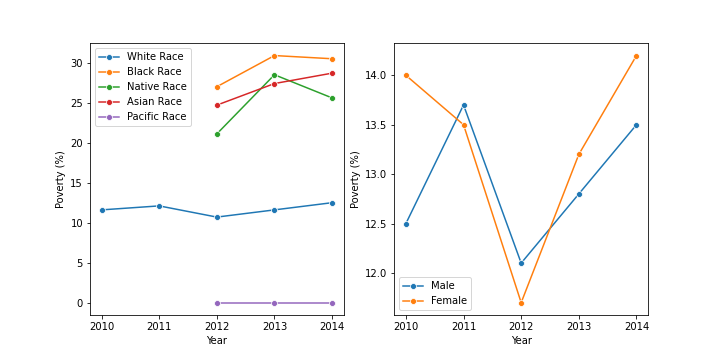 White Race
Black Race
Native Race
Asian Race
Pacific Race
30
25
20
15
10
5
0
Poverty (%)
2010 2011 2012 2013 2014
Year
14.0
13.5
13.0
12.5
12.0
Poverty (%)
Male
Female
2010 2011 2012 2013 2014
Year